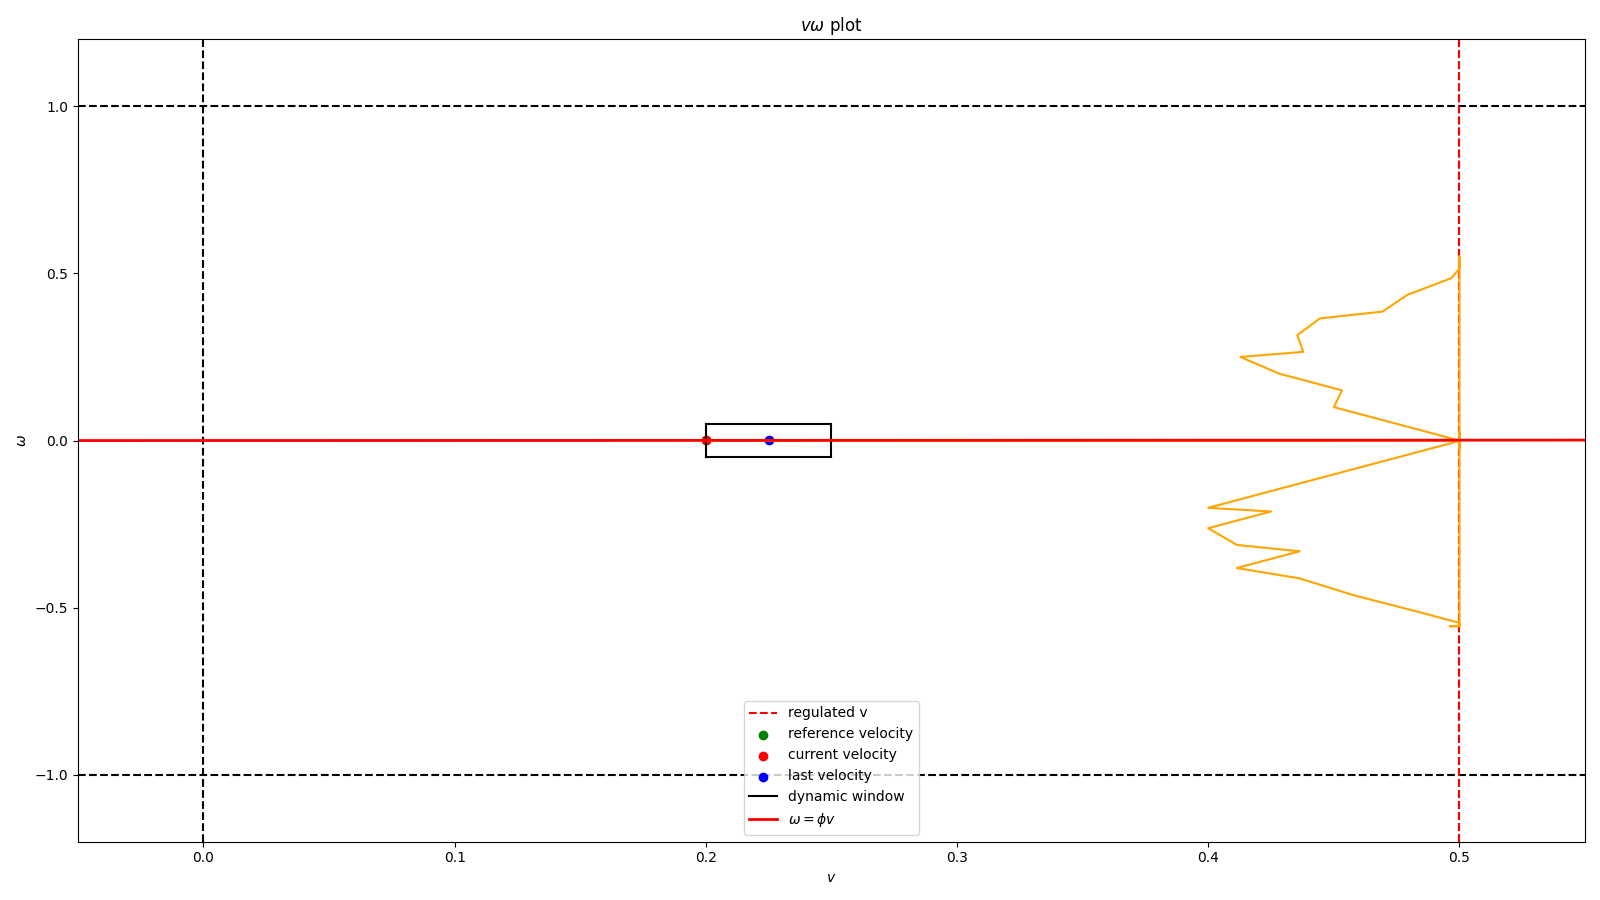 vω plot
1.0
0.5
0.0
−0.5
−1.0
ω
regulated v
reference velocity
current velocity
last velocity
dynamic window
ω = ϕv
0.0 0.1 0.2 0.3 0.4 0.5
v